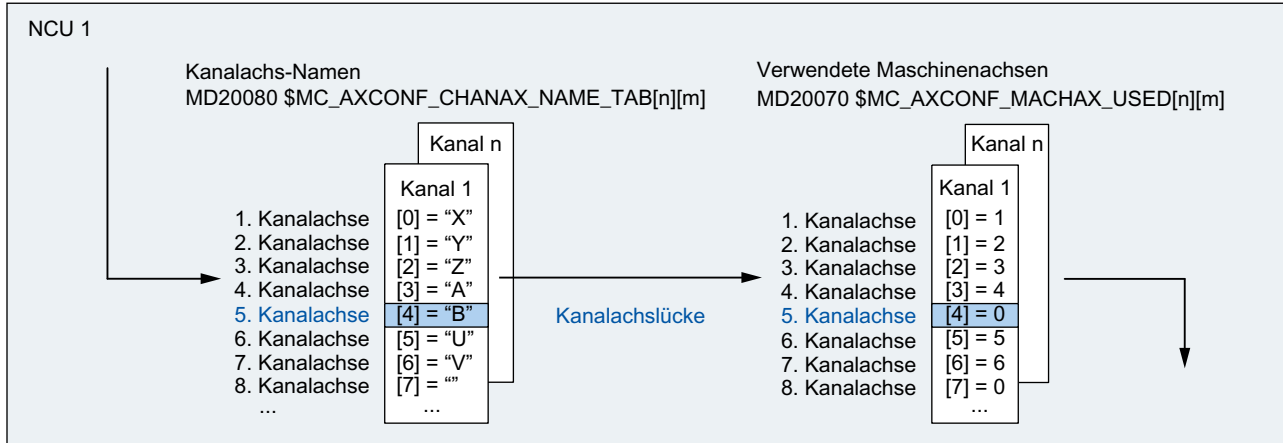 NCU 1
Kanalachs-Namen
MD20080 $MC_AXCONF_CHANAX_NAME_TAB[n][m]
Kanal n
Kanal 1
1. Kanalachse [0] = “X”
2. Kanalachse [1] = “Y”
3. Kanalachse [2] = “Z”
4. Kanalachse [3] = “A”
5. Kanalachse [4] = “B”
6. Kanalachse [5] = “U”
7. Kanalachse [6] = “V”
8. Kanalachse [7] = “”
... ...
Kanalachslücke
Verwendete Maschinenachsen
MD20070 $MC_AXCONF_MACHAX_USED[n][m]
Kanal n
Kanal 1
1. Kanalachse [0] = 1
2. Kanalachse [1] = 2
3. Kanalachse [2] = 3
4. Kanalachse [3] = 4
5. Kanalachse [4] = 0
6. Kanalachse [5] = 5
7. Kanalachse [6] = 6
8. Kanalachse [7] = 0
... ...